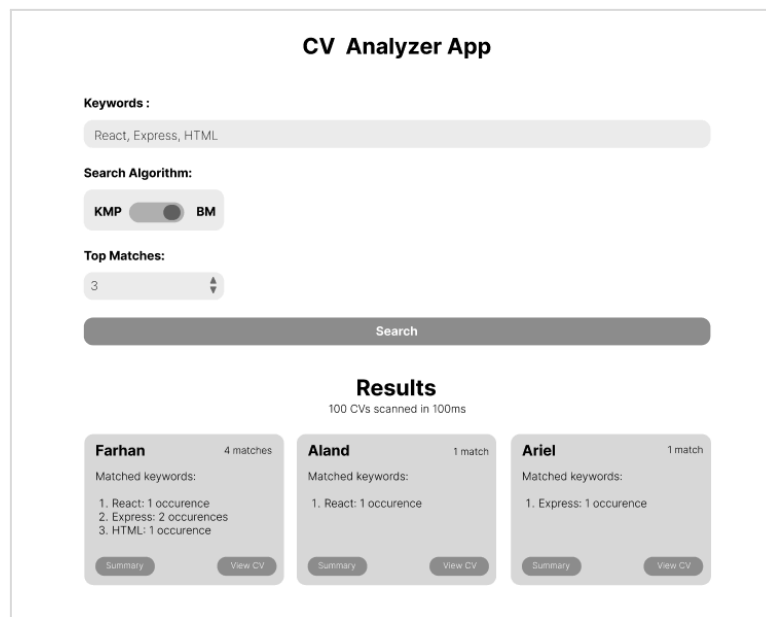 CV Analyzer App
Keywords :
React, Express, HTML
Search Algorithm:
KMP BM
Top Matches:
3
Search
Results
100 CVs scanned in 100ms
Farhan 4 matches
Matched keywords:
1. React: 1 occurence
2. Express: 2 occurences
3. HTML: 1 occurence
Summary View CV
Aland 1 match
Matched keywords:
1. React: 1 occurence
Summary View CV
Ariel 1 match
Matched keywords:
1. Express: 1 occurence
Summary View CV